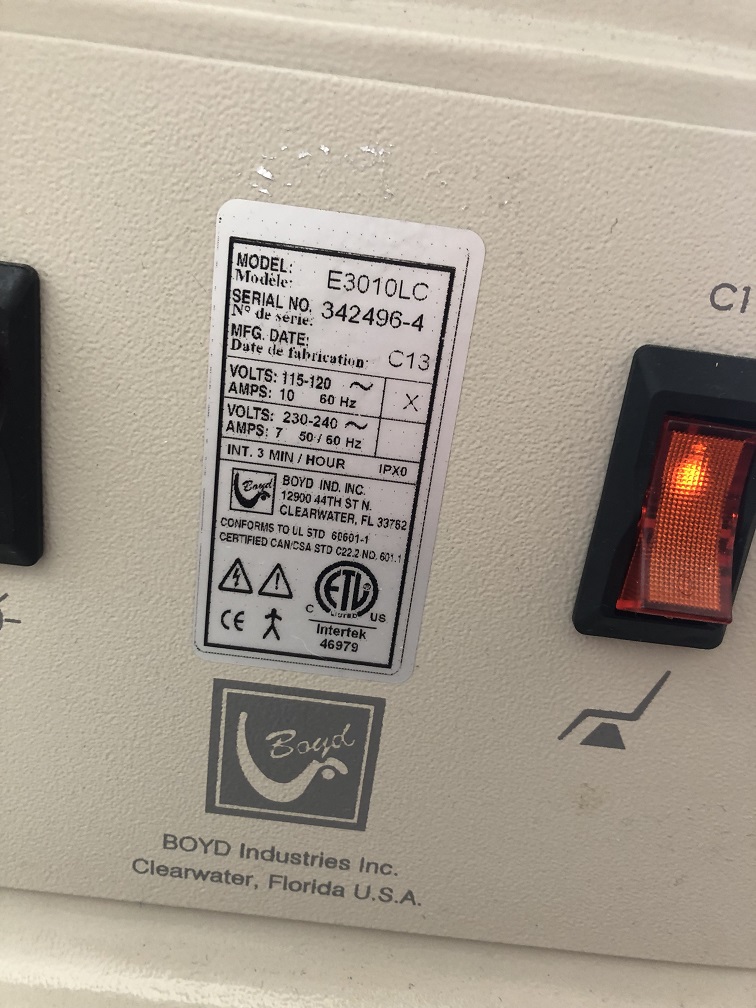 MODEL: E3010LC
Modèle:
SERIAL NO. 342496-4
Nº de série:
MFG. DATE: C13
Date de fabrication:
VOLTS: 115-120 ~ X
AMPS: 10 60 Hz
VOLTS: 230-240 ~
AMPS: 7 50/60 Hz
INT. 3 MIN / HOUR IPX0
Boyd
BOYD IND. INC.
12900 44TH ST N.
CLEARWATER, FL 33762
CONFORMS TO UL STD 60601-1
CERTIFIED CAN/CSA STD C22.2 NO. 601.1
ETL
C LISTED US
CE
Intertek
46979
C1
Boyd
BOYD Industries Inc.
Clearwater, Florida U.S.A.